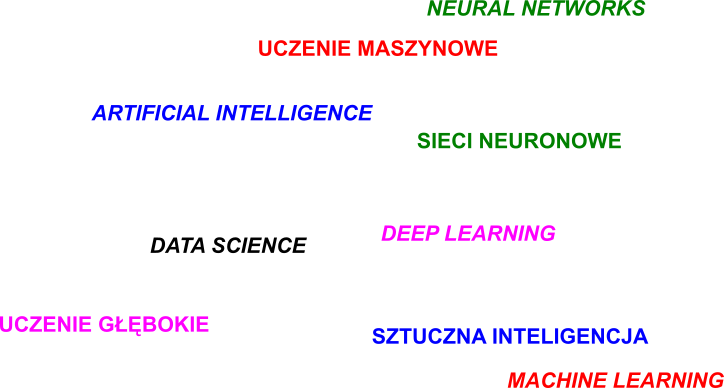 NEURAL NETWORKS
UCZENIE MASZYNOWE
ARTIFICIAL INTELLIGENCE
SIECI NEURONOWE
DEEP LEARNING
DATA SCIENCE
UCZENIE GŁĘBOKIE
SZTUCZNA INTELIGENCJA
MACHINE LEARNING